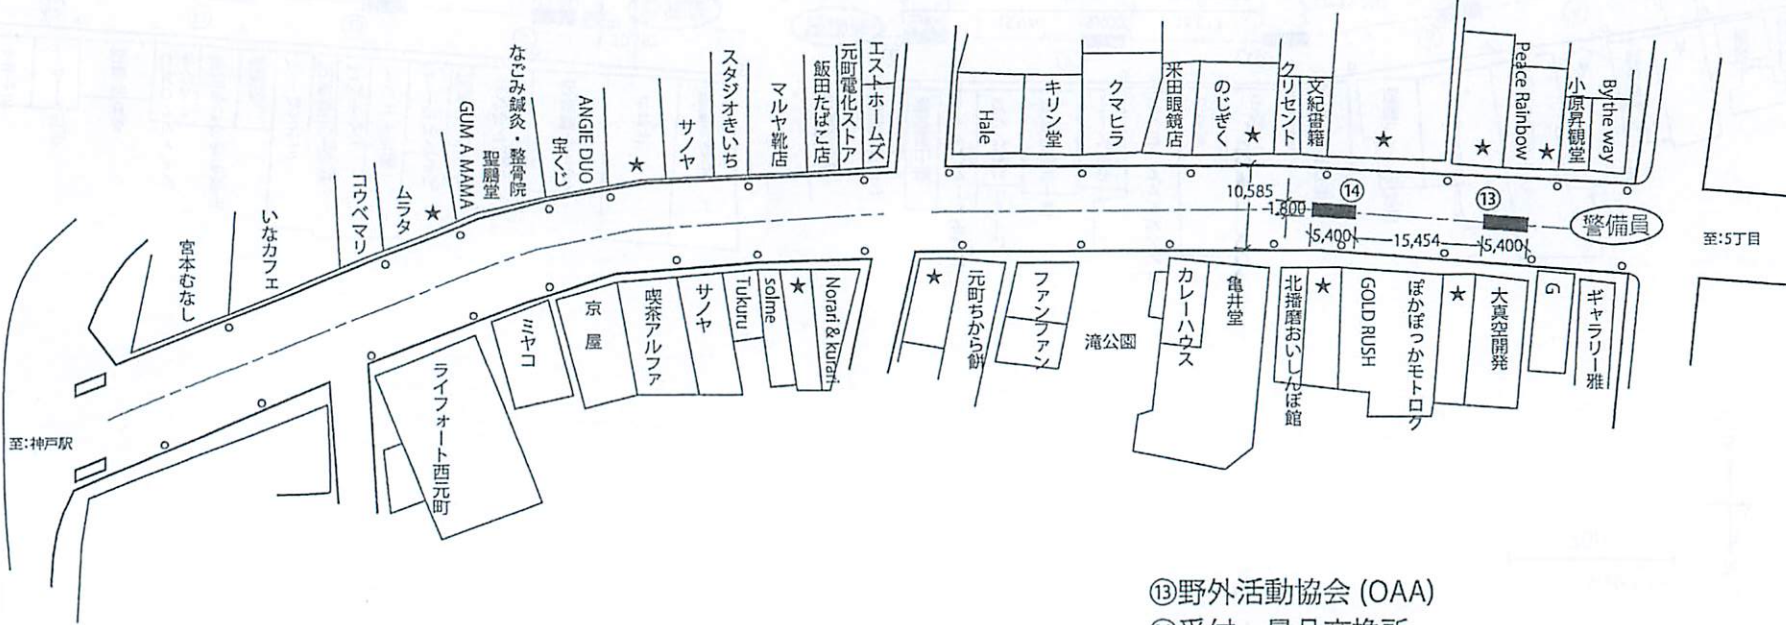 宮本むなし
いなカフェ
コウベマリ
ムラタ
★
GUM A MAMA
聖鵬堂
なごみ鍼灸・整骨院
宝くじ
ANGIE DUO
★
サノヤ
スタジオきいち
マルヤ靴店
飯田たばこ店
元町電化ストア
エストホームズ
Hale
キリン堂
クマヒラ
米田眼鏡店
のじぎく
★
クリセント
文紀書籍
★
★
Peace Rainbow
★
小原昇観堂
By the way
10,585
1,800
⑭
⑬
5,400
15,454
5,400
警備員
至:5丁目
至:神戸駅
ライフォート西元町
ミヤコ
京屋
喫茶アルファ
サノヤ
Tukuru
solme
★
Norari & kurari
★
元町ちから餅
ファンファン
滝公園
カレーハウス
亀井堂
北播磨おいしんぼ館
★
GOLD RUSH
ぽかぽっかモトロク
★
大真空開発
G
ギャラリー雅
⑬野外活動協会 (OAA)